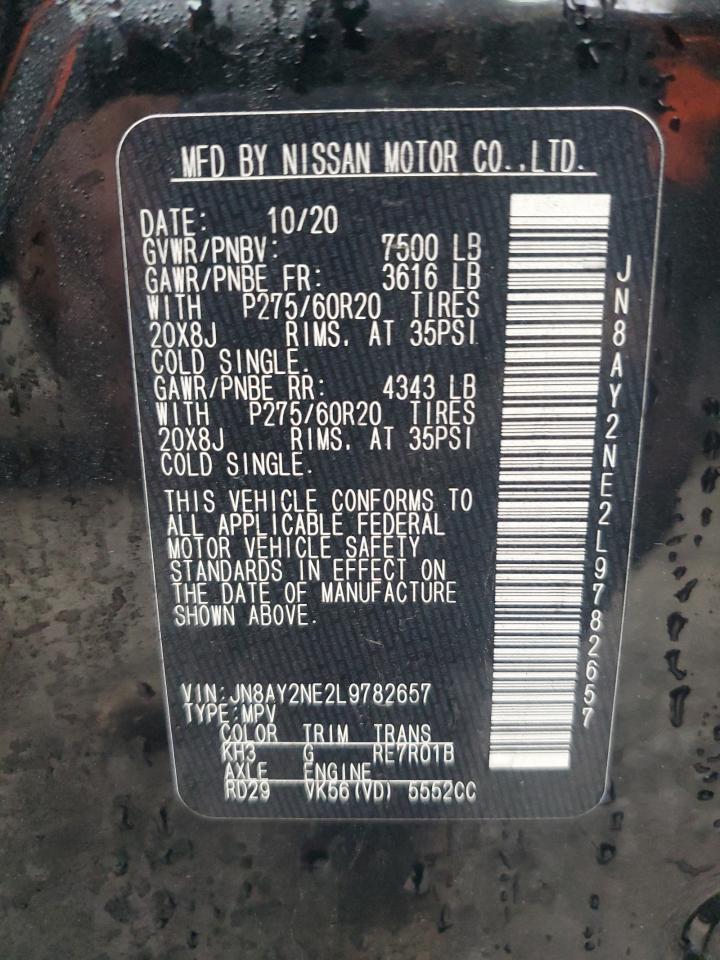 MFD BY NISSAN MOTOR CO.,LTD.
DATE: 10/20
GVWR/PNBV: 7500 LB
GAWR/PNBE FR: 3616 LB
WITH P275/60R20 TIRES
20X8J RIMS, AT 35PSI
COLD SINGLE.
GAWR/PNBE RR: 4343 LB
WITH P275/60R20 TIRES
20X8J RIMS, AT 35PSI
COLD SINGLE.
THIS VEHICLE CONFORMS TO
ALL APPLICABLE FEDERAL
MOTOR VEHICLE SAFETY
STANDARDS IN EFFECT ON
THE DATE OF MANUFACTURE
SHOWN ABOVE.
VIN:JN8AY2NE2L9782657
TYPE:MPV
COLOR TRIM TRANS
KH3 G RE7R01B
AXLE ENGINE
RD29 VK56(VD) 5552CC
JN8AY2NE2L9782657